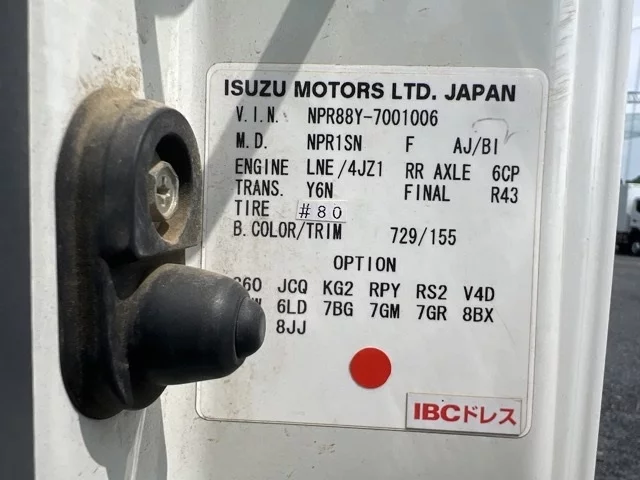 ISUZU MOTORS LTD. JAPAN
V.I.N. NPR88Y-7001006
M.D. NPR1SN F AJ/BI
ENGINE LNE/4JZ1 RR AXLE 6CP
TRANS. Y6N FINAL R43
TIRE #80
B.COLOR/TRIM 729/155
OPTION
JCQ KG2 RPY RS2 V4D
6LD 7BG 7GM 7GR 8BX
8JJ
IBCドレス